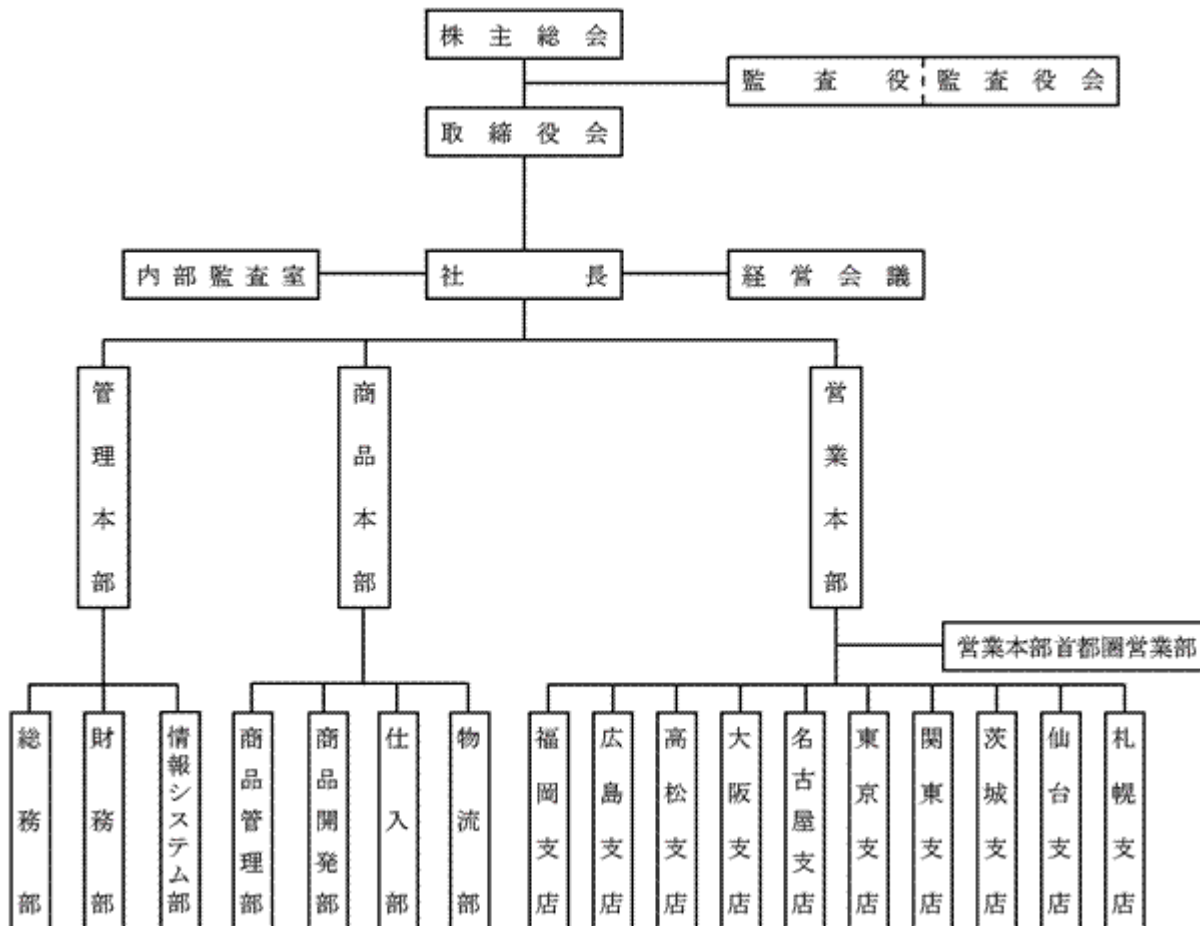 株主総会
監査役
監査役会
取締役会
内部監査室
社長
経営会議
管理本部
商品本部
営業本部
営業本部首都圏営業部
総務部
財務部
情報システム部
商品管理部
商品開発部
仕入部
物流部
福岡支店
広島支店
高松支店
大阪支店
名古屋支店
東京支店
関東支店
茨城支店
仙台支店
札幌支店